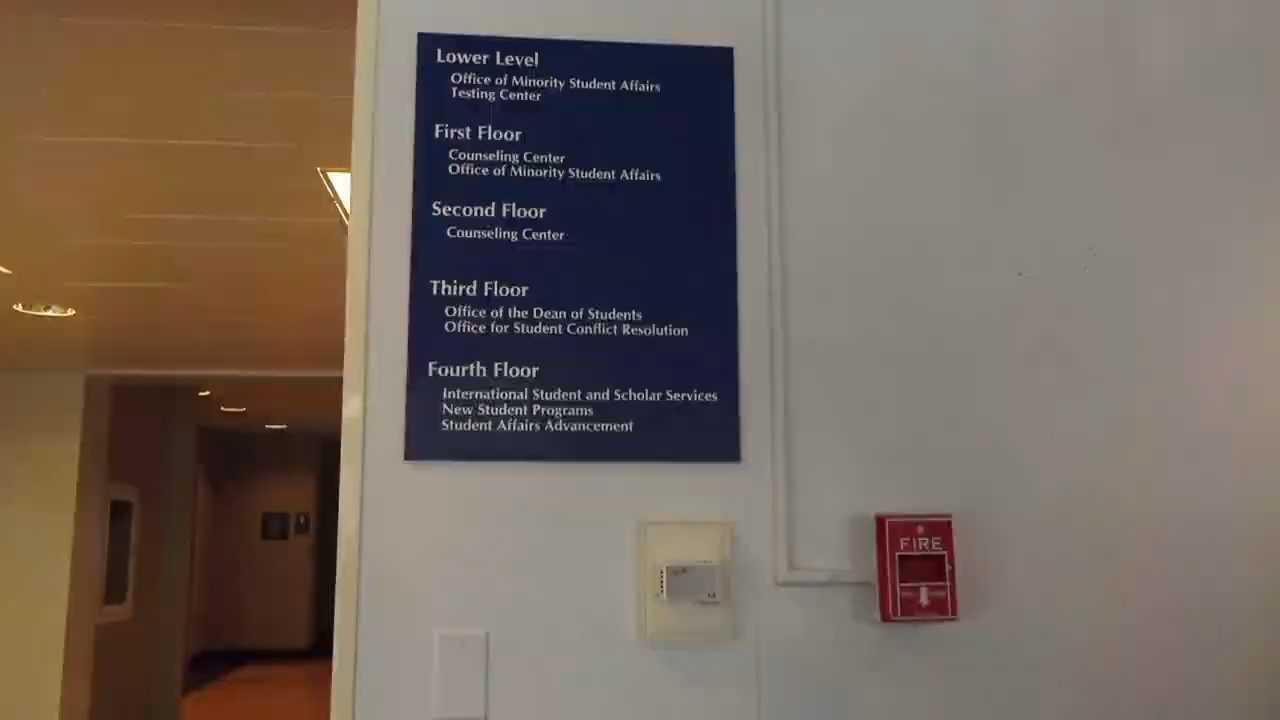 Lower Level
Office of Minority Student Affairs
Testing Center
First Floor
Counseling Center
Office of Minority Student Affairs
Second Floor
Counseling Center
Third Floor
Office of the Dean of Students
Office for Student Conflict Resolution
Fourth Floor
International Student and Scholar Services
New Student Programs
Student Affairs Advancement
FIRE